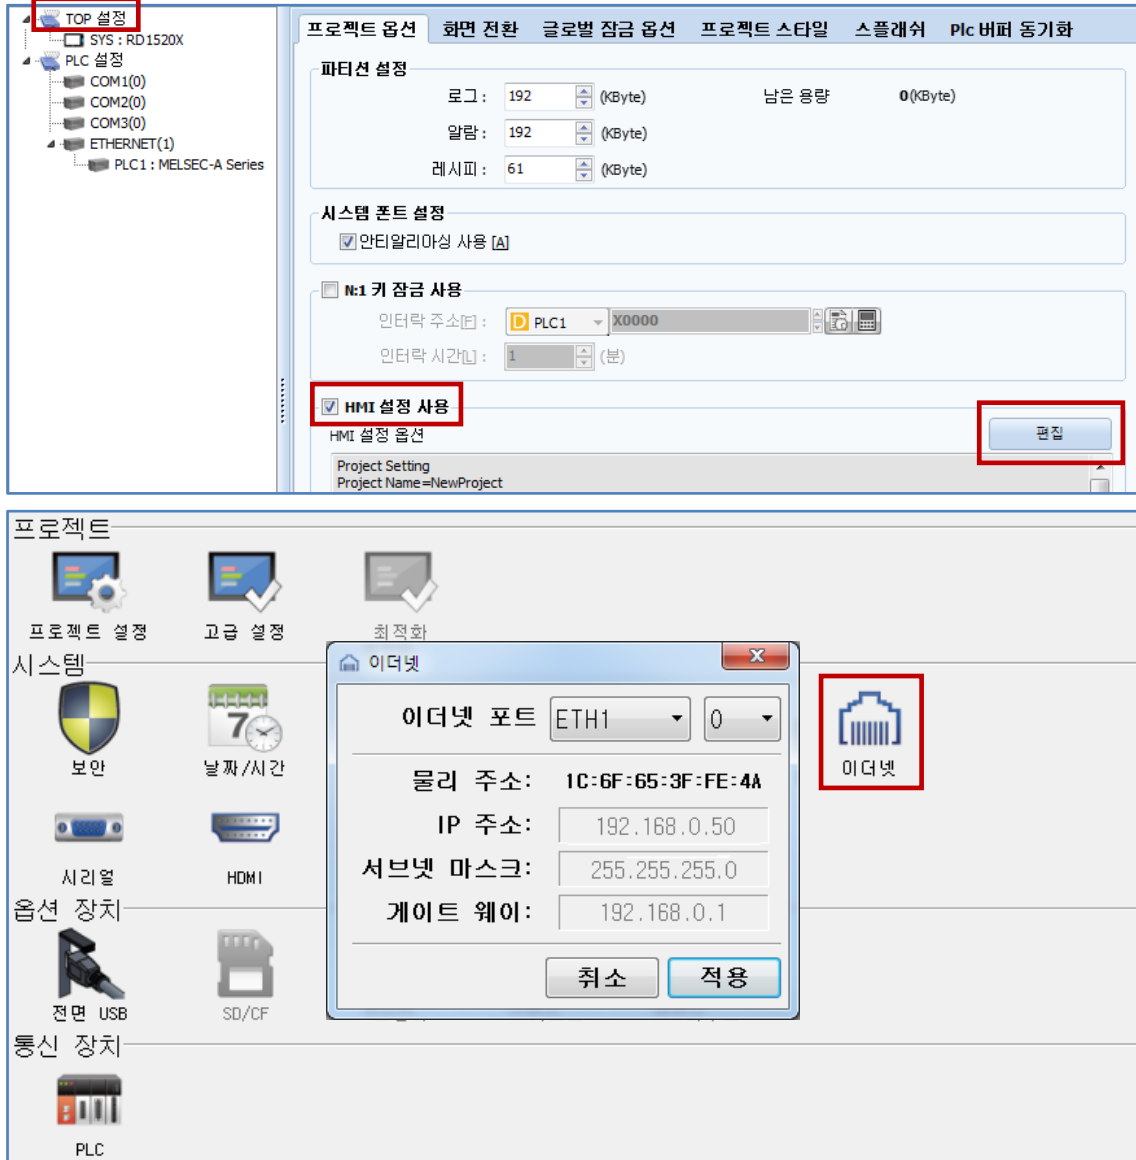 TOP 설정
SYS : RD1520X
PLC 설정
COM1(0)
COM2(0)
COM3(0)
ETHERNET(1)
PLC1 : MELSEC-A Series
프로젝트 옵션 화면 전환 글로벌 잠금 옵션 프로젝트 스타일 스플래쉬 Plc 버퍼 동기화
파티션 설정
로그 : 192 (KByte) 남은 용량 0(KByte)
알람 : 192 (KByte)
레시피 : 61 (KByte)
시스템 폰트 설정
안티알리아싱 사용 [A]
N:1 키 잠금 사용
인터락 주소[F] : D PLC1 X0000
인터락 시간[L] : 1 (분)
HMI 설정 사용
HMI 설정 옵션 편집
Project Setting
Project Name=NewProject
프로젝트
프로젝트 설정 고급 설정 최적화
시스템
보안 날짜/시간 이더넷
7
시리얼 HDMI
옵션 장치
전면 USB SD/CF
통신 장치
PLC
이더넷
이더넷 포트 ETH1 0
물리 주소: 1C:6F:65:3F:FE:4A
IP 주소: 192.168.0.50
서브넷 마스크: 255.255.255.0
게이트 웨이: 192.168.0.1
취소 적용